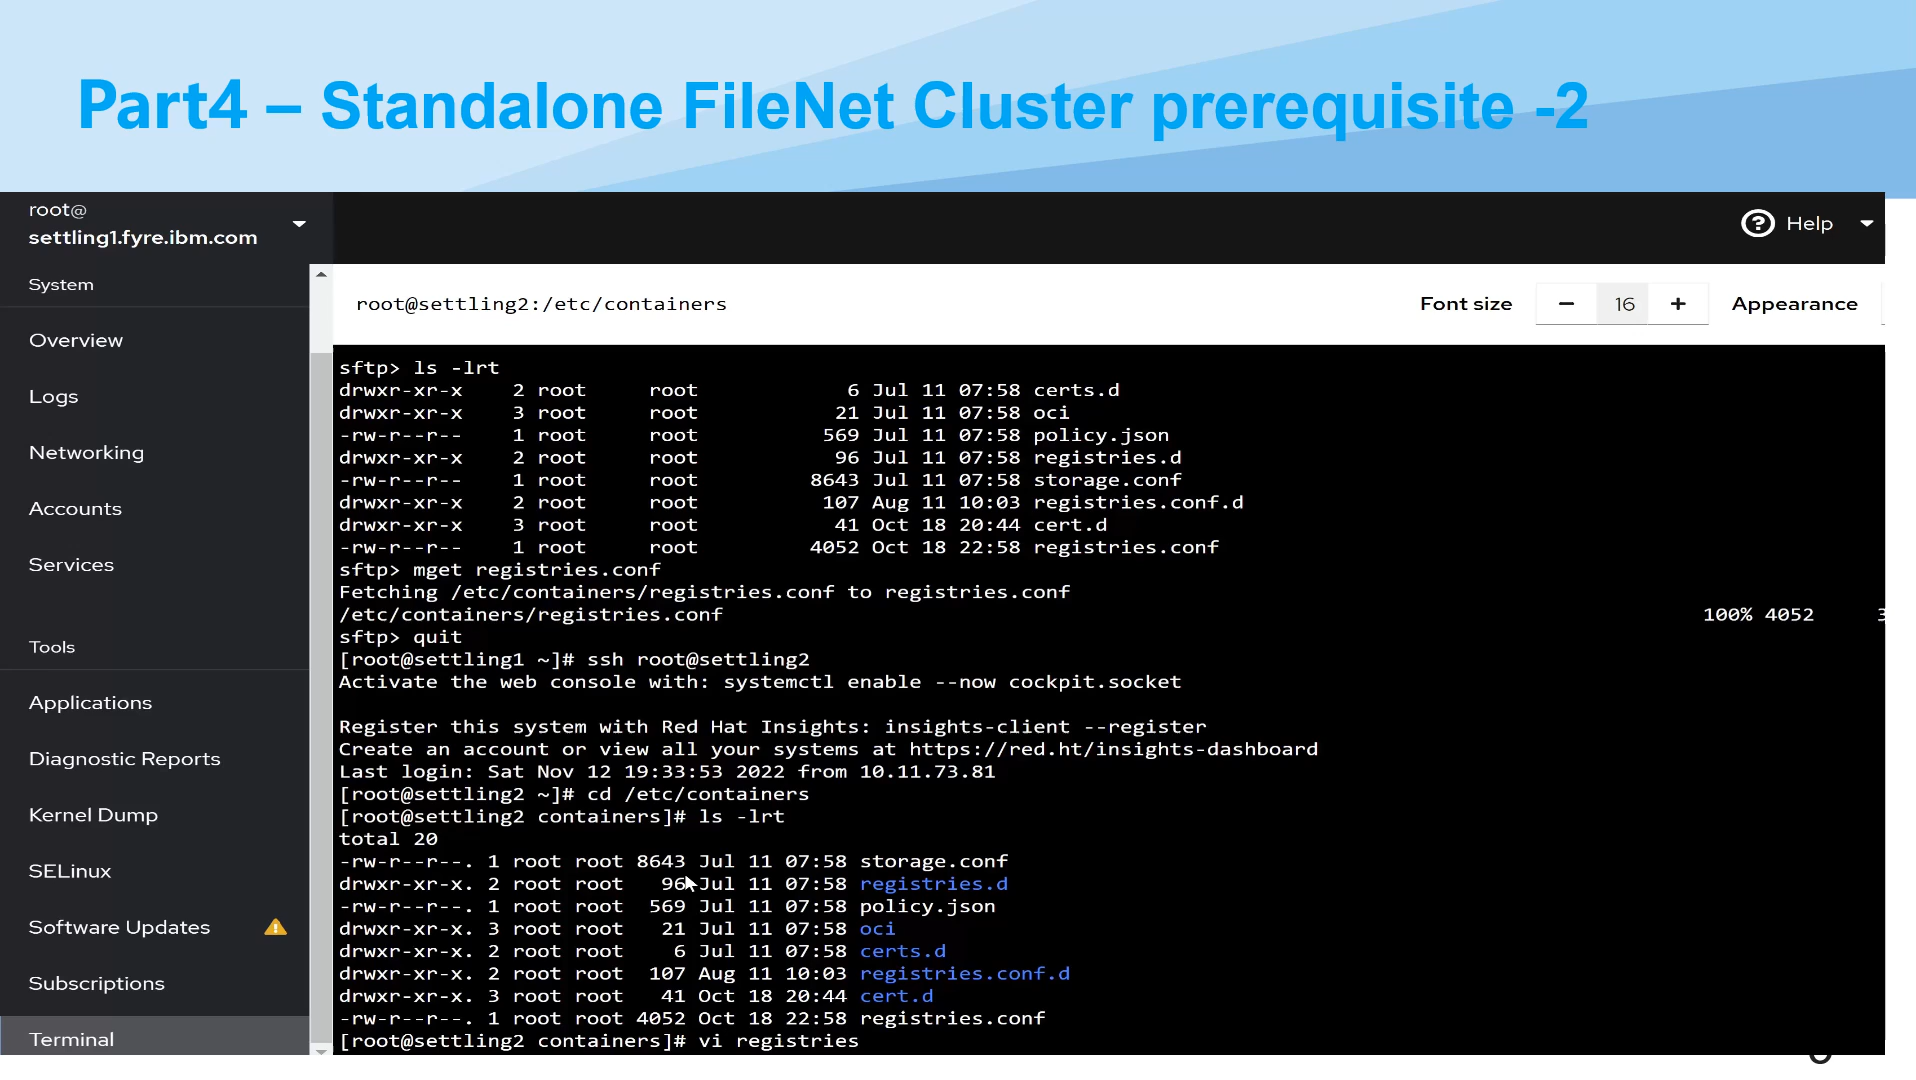 Part4 – Standalone FileNet Cluster prerequisite -2
root@
settling1.fyre.ibm.com
Help
System
Overview
Logs
Networking
Accounts
Services
Tools
Applications
Diagnostic Reports
Kernel Dump
SELinux
Software Updates
Subscriptions
Terminal
root@settling2:/etc/containers
Font size
16
Appearance
sftp> ls -lrt
drwxr-xr-x 2 root root 6 Jul 11 07:58 certs.d
drwxr-xr-x 3 root root 21 Jul 11 07:58 oci
-rw-r--r-- 1 root root 569 Jul 11 07:58 policy.json
drwxr-xr-x 2 root root 96 Jul 11 07:58 registries.d
-rw-r--r-- 1 root root 8643 Jul 11 07:58 storage.conf
drwxr-xr-x 2 root root 107 Aug 11 10:03 registries.conf.d
drwxr-xr-x 3 root root 41 Oct 18 20:44 cert.d
-rw-r--r-- 1 root root 4052 Oct 18 22:58 registries.conf
sftp> mget registries.conf
Fetching /etc/containers/registries.conf to registries.conf
/etc/containers/registries.conf 100% 4052
sftp> quit
[root@settling1 ~]# ssh root@settling2
Activate the web console with: systemctl enable --now cockpit.socket
Register this system with Red Hat Insights: insights-client --register
Create an account or view all your systems at https://red.ht/insights-dashboard
Last login: Sat Nov 12 19:33:53 2022 from 10.11.73.81
[root@settling2 ~]# cd /etc/containers
[root@settling2 containers]# ls -lrt
total 20
-rw-r--r--. 1 root root 8643 Jul 11 07:58 storage.conf
drwxr-xr-x. 2 root root 96 Jul 11 07:58 registries.d
-rw-r--r--. 1 root root 569 Jul 11 07:58 policy.json
drwxr-xr-x. 3 root root 21 Jul 11 07:58 oci
drwxr-xr-x. 2 root root 6 Jul 11 07:58 certs.d
drwxr-xr-x. 2 root root 107 Aug 11 10:03 registries.conf.d
drwxr-xr-x. 3 root root 41 Oct 18 20:44 cert.d
-rw-r--r--. 1 root root 4052 Oct 18 22:58 registries.conf
[root@settling2 containers]# vi registries